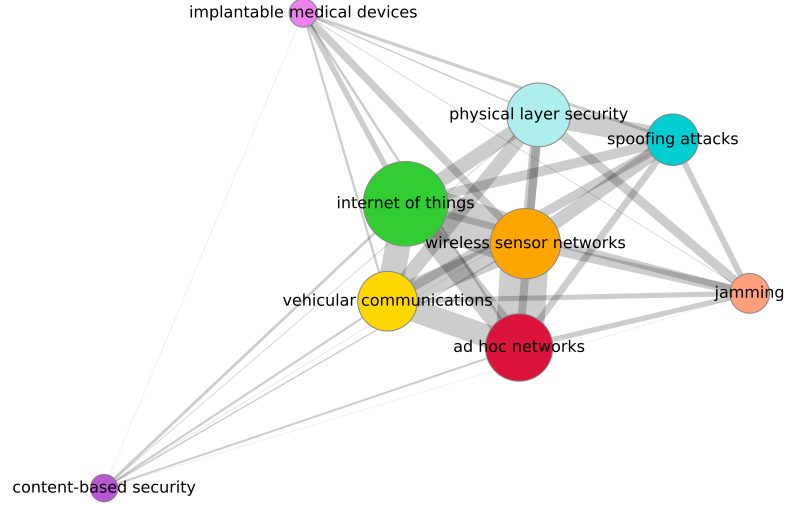 implantable medical devices
physical layer security
spoofing attacks
internet of things
wireless sensor networks
jamming
vehicular communications
ad hoc networks
content-based security